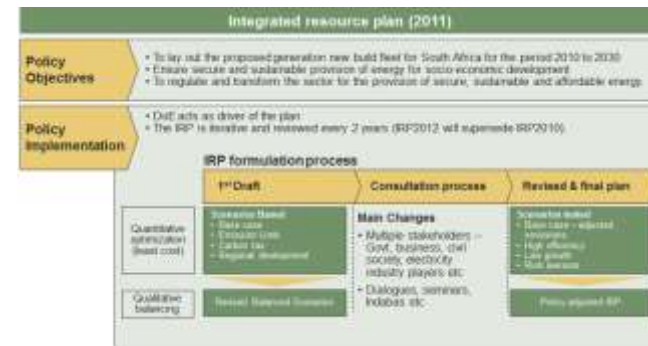 Integrated resource plan (2011)
Policy
Objectives
• To lay out the proposed generation new build fleet for South Africa for the period 2010 to 2030
• Ensure secure and sustainable provision of energy for socio-economic development
• To regulate and transform the sector for the provision of secure, sustainable and affordable energy
Policy
Implementation
• DoE acts as driver of the plan
• The IRP is iterative and reviewed every 2 years (IRP2012 will supersede IRP2010)
IRP formulation process
1st Draft
Consultation process
Revised & final plan
Quantitative
optimization
(least cost)
Scenarios tested
• Base case
• Emission limits
• Carbon tax
• Regional development
Main Changes
• Multiple stakeholders –
Govt, business, civil
society, electricity
industry players etc
• Dialogues, seminars,
Indabas etc
Scenarios tested
• Base case – adjusted
• High efficiency
• Low growth
Qualitative
balancing
Revised Balanced Scenarios
Policy adjusted IRP